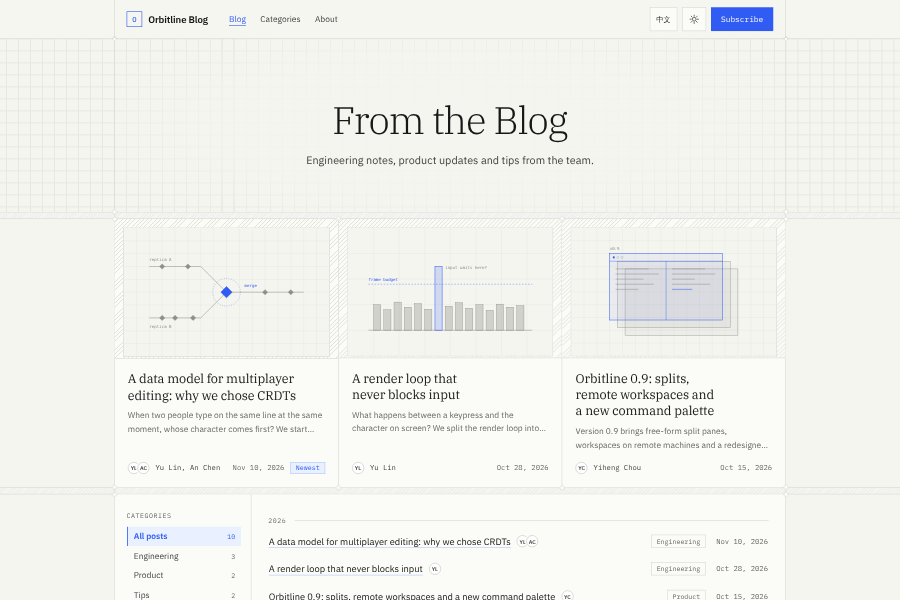 O Orbitline Blog Blog Categories About 中文 Subscribe
From the Blog
Engineering notes, product updates and tips from the team.
replica A
merge
replica B
input waits here?
frame budget
v0.9
A data model for multiplayer
editing: why we chose CRDTs
When two people type on the same line at the same
moment, whose character comes first? We start…
YL AC Yu Lin, An Chen Nov 10, 2026 Newest
A render loop that
never blocks input
What happens between a keypress and the
character on screen? We split the render loop into…
YL Yu Lin Oct 28, 2026
Orbitline 0.9: splits,
remote workspaces and
a new command palette
Version 0.9 brings free-form split panes,
workspaces on remote machines and a redesigne…
YC Yiheng Chou Oct 15, 2026
CATEGORIES
All posts 10
Engineering 3
Product 2
Tips 2
2026
A data model for multiplayer editing: why we chose CRDTs YL AC Engineering Nov 10, 2026
A render loop that never blocks input YL Engineering Oct 28, 2026
Orbitline 0.9: splits, remote workspaces and a new command palette YC Product Oct 15, 2026